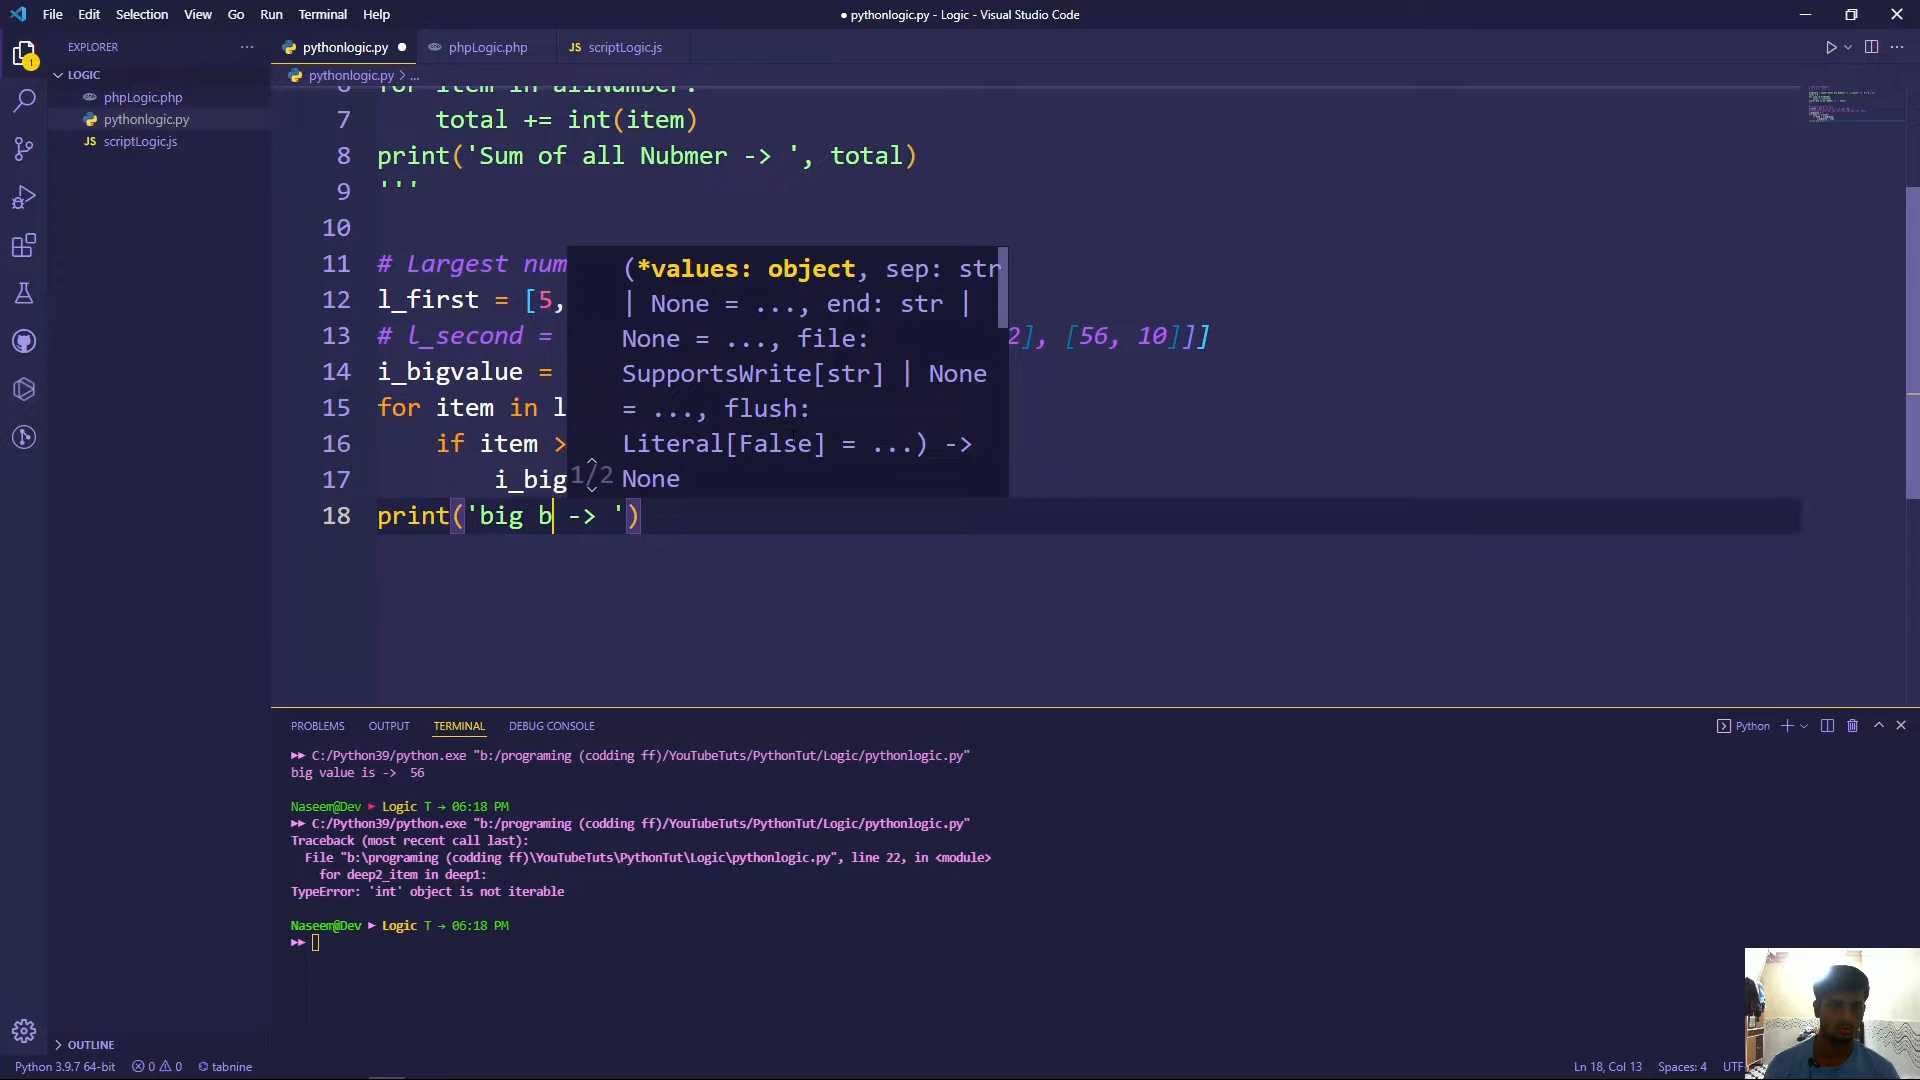 File Edit Selection View Go Run Terminal Help
● pythonlogic.py - Logic - Visual Studio Code
EXPLORER
pythonlogic.py
phpLogic.php
JS scriptLogic.js
1
LOGIC
phpLogic.php
pythonlogic.py
JS scriptLogic.js
pythonlogic.py > ...
6 for item in allNumber:
7 total += int(item)
8 print('Sum of all Nubmer -> ', total)
9 '''
10
11 # Largest num
12 l_first = [5,
13 # l_second = 2], [56, 10]]]
14 i_bigvalue =
15 for item in l
16 if item >
17 i_big
18 print('big b -> ')
(*values: object, sep: str
| None = ..., end: str |
None = ..., file:
SupportsWrite[str] | None
= ..., flush:
Literal[False] = ...) ->
1/2 None
PROBLEMS OUTPUT TERMINAL DEBUG CONSOLE
Python
C:/Python39/python.exe "b:/programing (codding ff)/YouTubeTuts/PythonTut/Logic/pythonlogic.py"
big value is -> 56
Naseem@Dev ► Logic T → 06:18 PM
C:/Python39/python.exe "b:/programing (codding ff)/YouTubeTuts/PythonTut/Logic/pythonlogic.py"
Traceback (most recent call last):
File "b:\programing (codding ff)\YouTubeTuts\PythonTut\Logic\pythonlogic.py", line 22, in <module>
for deep2_item in deep1:
TypeError: 'int' object is not iterable
Naseem@Dev ► Logic T → 06:18 PM
OUTLINE
Python 3.9.7 64-bit 0 0 tabnine
Ln 18, Col 13 Spaces: 4 UTF